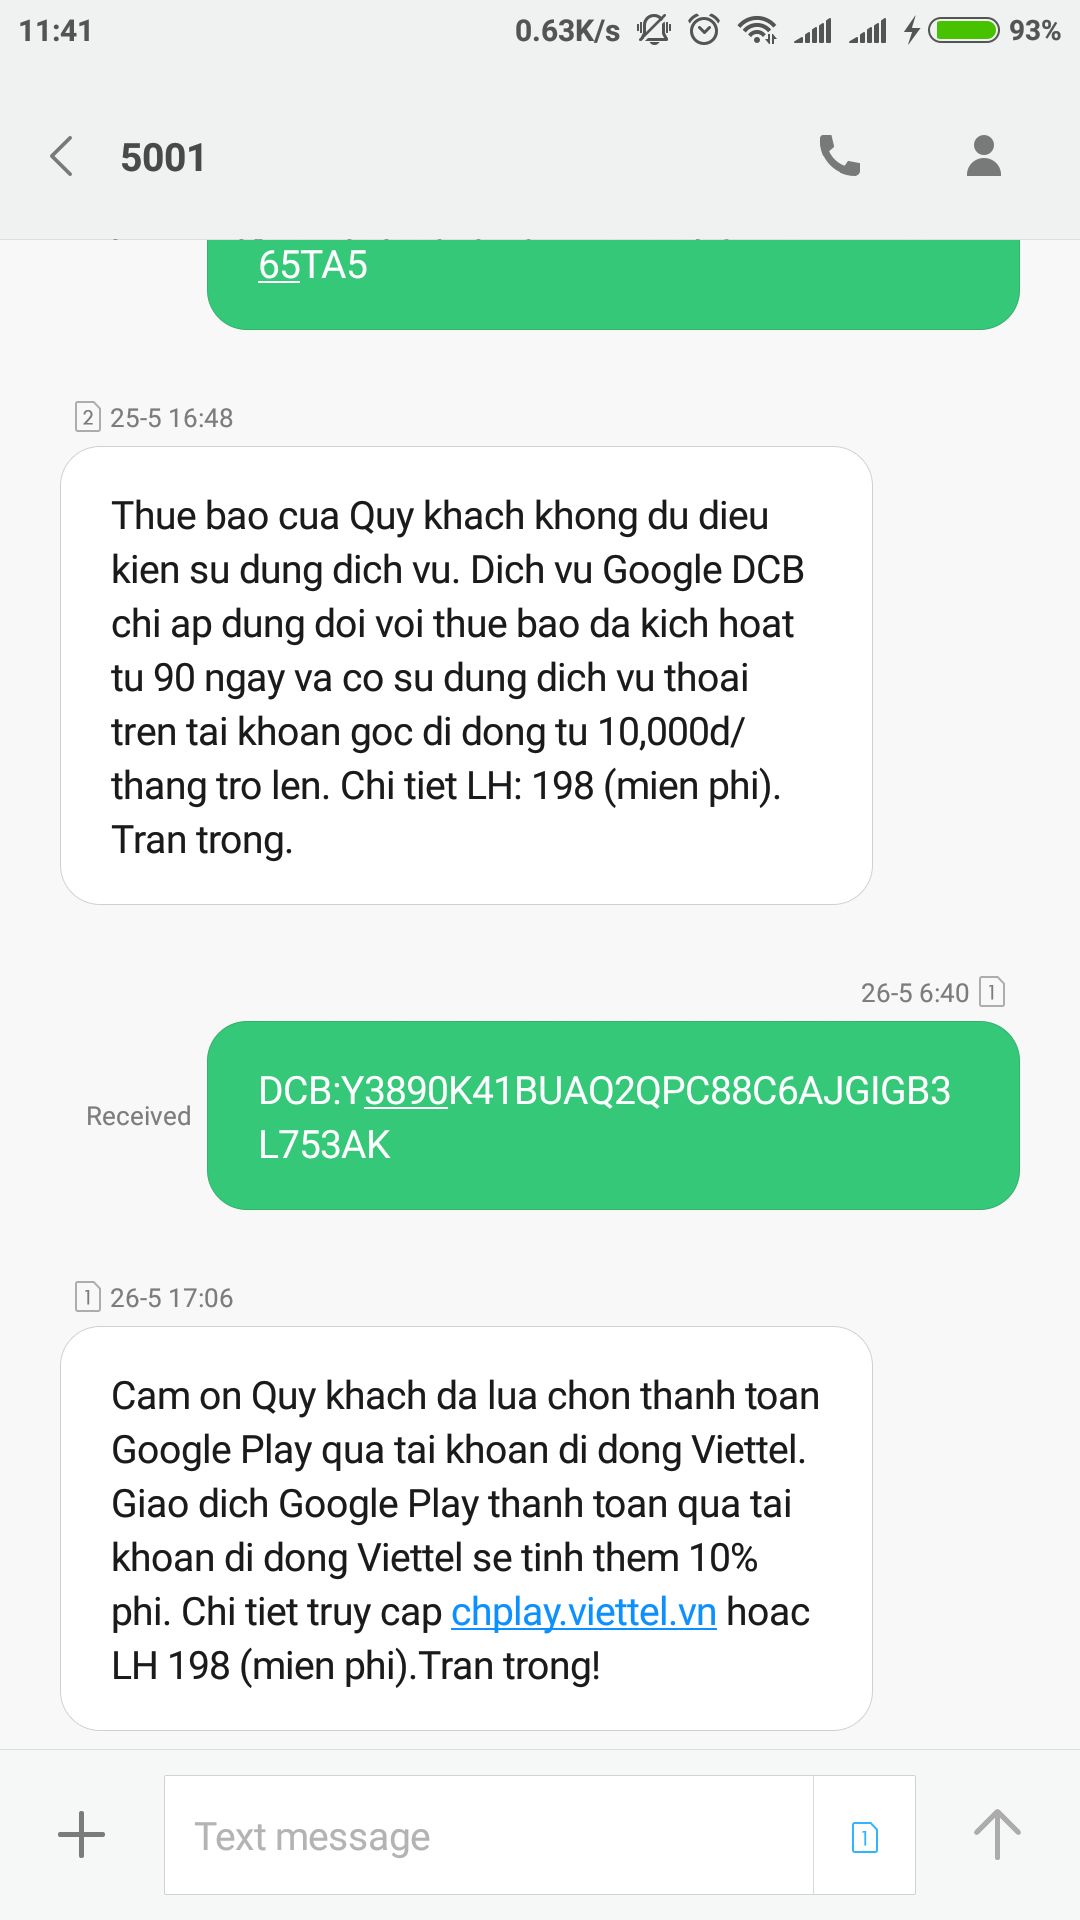 11:41
0.63K/s
93%
5001
65TA5
2 25-5 16:48
Thue bao cua Quy khach khong du dieu
kien su dung dich vu. Dich vu Google DCB
chi ap dung doi voi thue bao da kich hoat
tu 90 ngay va co su dung dich vu thoai
tren tai khoan goc di dong tu 10,000d/
thang tro len. Chi tiet LH: 198 (mien phi).
Tran trong.
26-5 6:40 1
DCB:Y3890K41BUAQ2QPC88C6AJGIGB3
L753AK
Received
1 26-5 17:06
Cam on Quy khach da lua chon thanh toan
Google Play qua tai khoan di dong Viettel.
Giao dich Google Play thanh toan qua tai
khoan di dong Viettel se tinh them 10%
phi. Chi tiet truy cap chplay.viettel.vn hoac
LH 198 (mien phi).Tran trong!
Text message
1